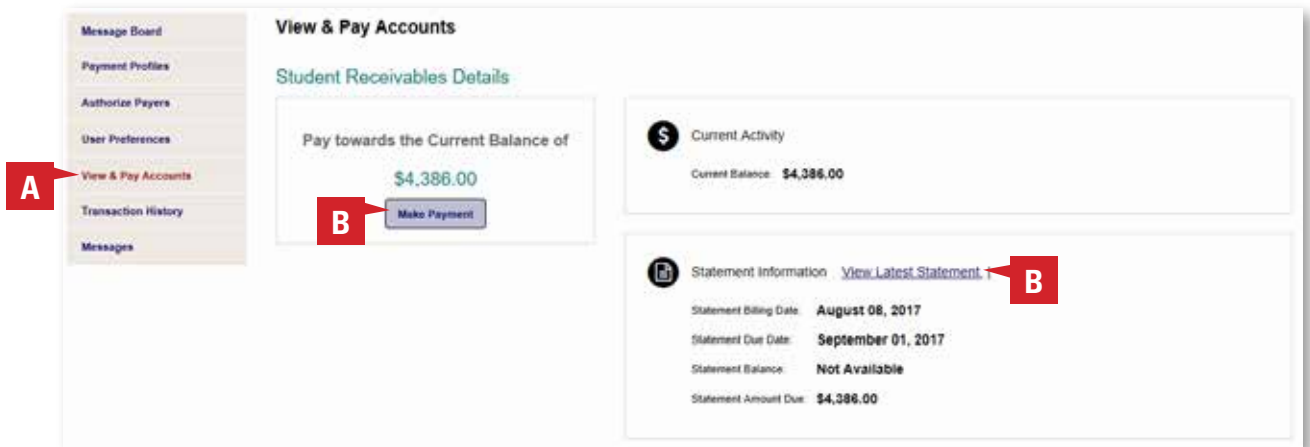 Message Board
Payment Profiles
Authorize Payers
User Preferences
A
View & Pay Accounts
Transaction History
Messages
View & Pay Accounts
Student Receivables Details
Pay towards the Current Balance of
$4,386.00
B
Make Payment
Current Activity
Current Balance: $4,386.00
Statement Information View Latest Statement |
B
Statement Billing Date: August 08, 2017
Statement Due Date: September 01, 2017
Statement Balance: Not Available
Statement Amount Due: $4,386.00